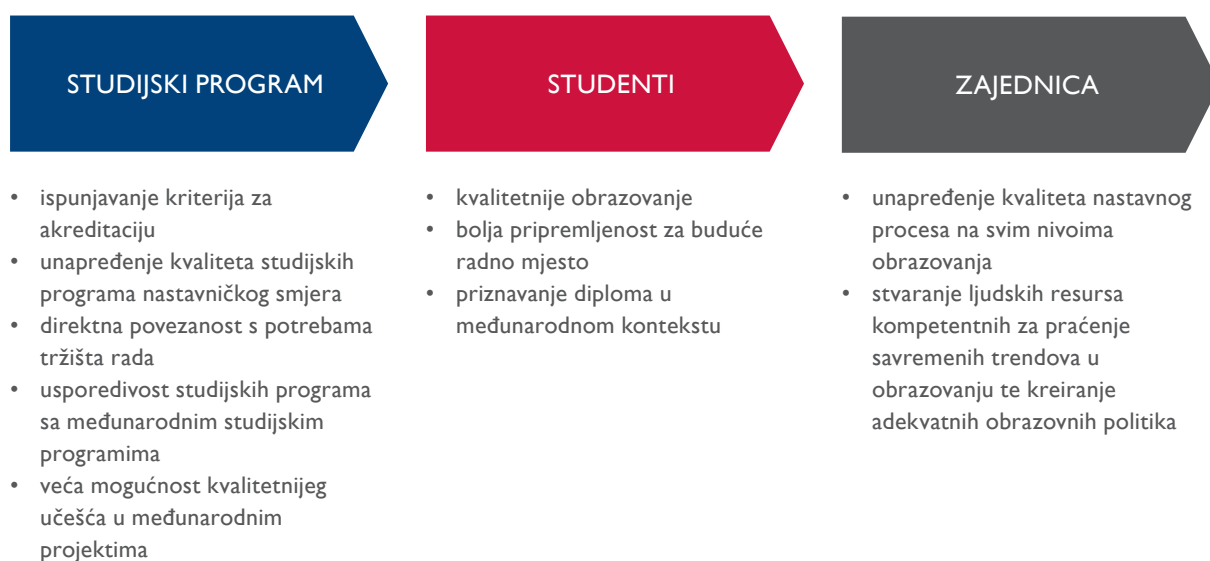 STUDIJSKI PROGRAM
• ispunjavanje kriterija za
akreditaciju
• unapređenje kvaliteta studijskih
programa nastavničkog smjera
• direktna povezanost s potrebama
tržišta rada
• usporedivost studijskih programa
sa međunarodnim studijskim
programima
• veća mogućnost kvalitetnijeg
učešća u međunarodnim
projektima
STUDENTI
• kvalitetnije obrazovanje
• bolja pripremljenost za buduće
radno mjesto
• priznavanje diploma u
međunarodnom kontekstu
ZAJEDNICA
• unapređenje kvaliteta nastavnog
procesa na svim nivoima
obrazovanja
• stvaranje ljudskih resursa
kompetentnih za praćenje
savremenih trendova u
obrazovanju te kreiranje
adekvatnih obrazovnih politika